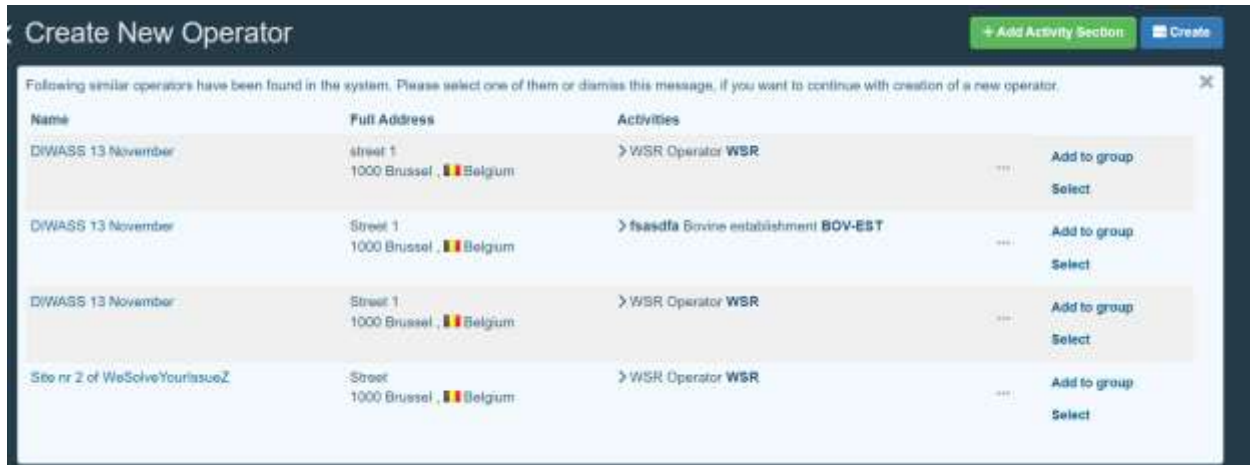 Create New Operator
+ Add Activity Section
Create
Following similar operators have been found in the system. Please select one of them or dismiss this message, if you want to continue with creation of a new operator.
Name Full Address Activities
DIWASS 13 November street 1 WSR Operator WSR
1000 Brussel , Belgium
... Add to group
Select
DIWASS 13 November Street 1 fsasdfa Bovine establishment BOV-EST
1000 Brussel , Belgium
... Add to group
Select
DIWASS 13 November Street 1 WSR Operator WSR
1000 Brussel , Belgium
... Add to group
Select
Site nr 2 of WeSolveYourIssueZ Street WSR Operator WSR
1000 Brussel , Belgium
... Add to group
Select